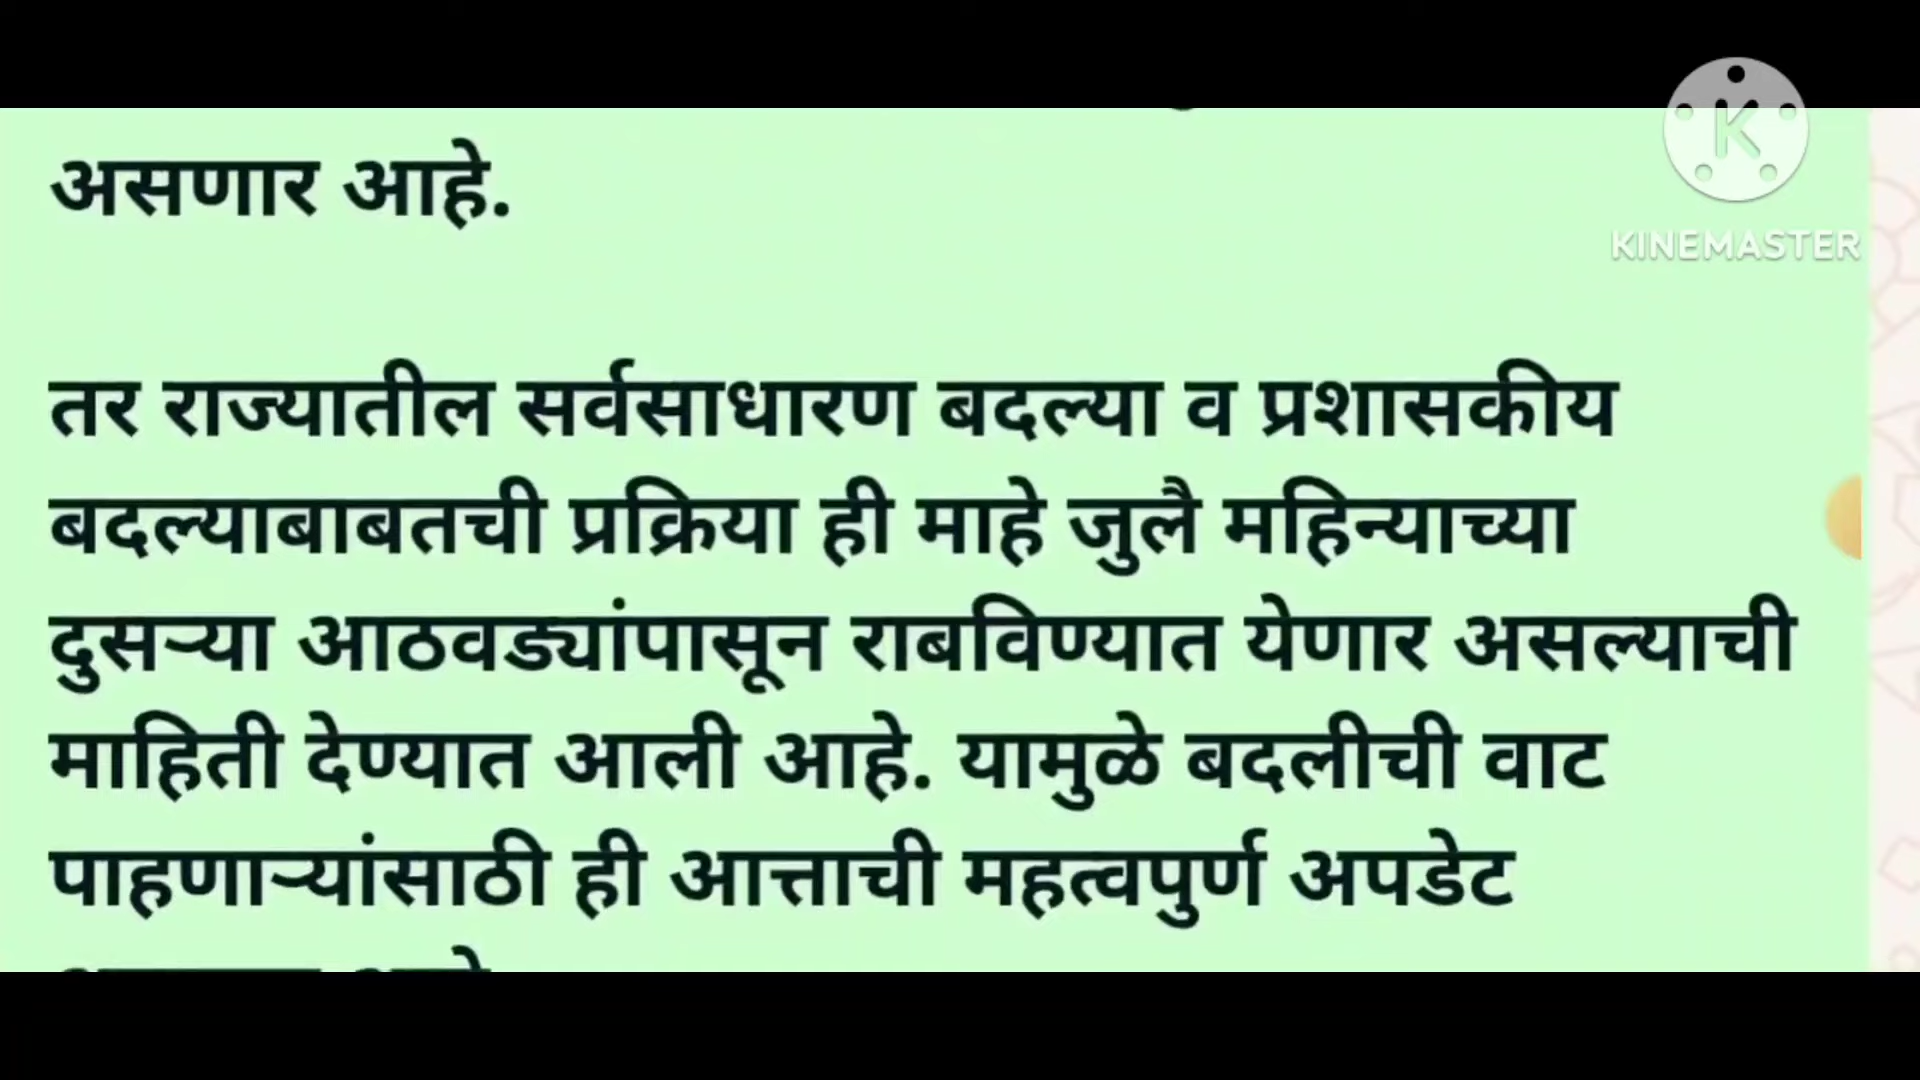 K
KINEMASTER
असणार आहे.
तर राज्यातील सर्वसाधारण बदल्या व प्रशासकीय
बदल्याबाबतची प्रक्रिया ही माहे जुलै महिन्याच्या
दुसऱ्या आठवड्यांपासून राबविण्यात येणार असल्याची
माहिती देण्यात आली आहे. यामुळे बदलीची वाट
पाहणाऱ्यांसाठी ही आत्ताची महत्वपुर्ण अपडेट